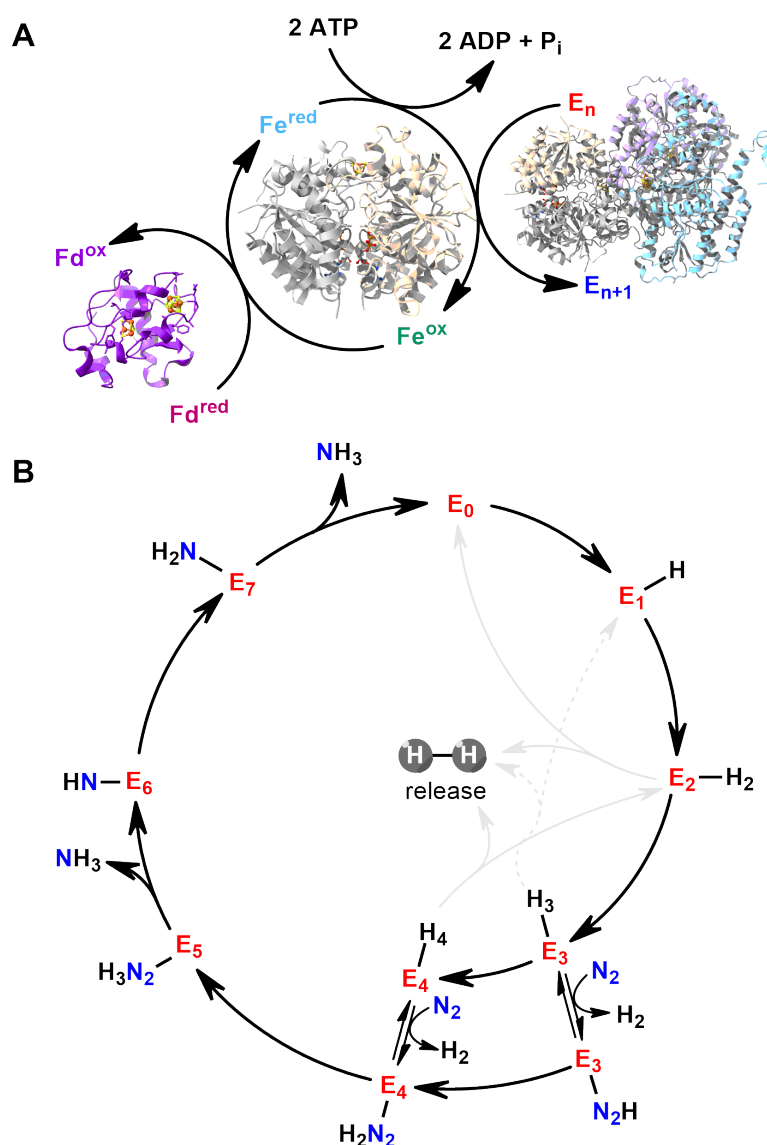 A
2 ATP
2 ADP + Pi
Fe^red
En
Fd^ox
En+1
Fe^ox
Fd^red
B
NH3
E0
H2N
E7
E1
H
H H
release
HN
E6
E2
H2
NH3
H3
H4
E5
E3
H3N2
E4
N2
N2
H2
H2
E3
E4
N2H
H2N2